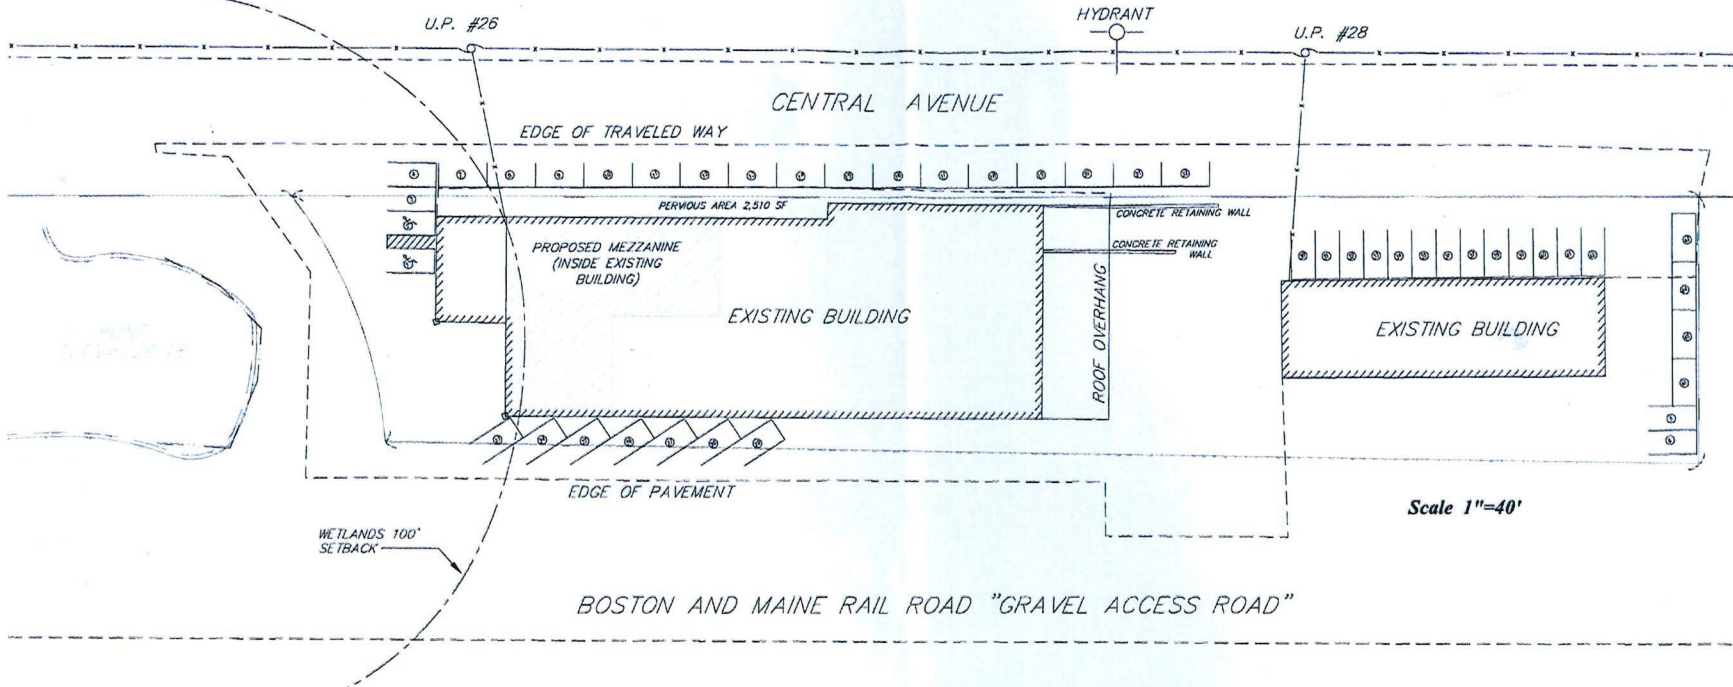 U.P. #26
HYDRANT
U.P. #28
CENTRAL AVENUE
EDGE OF TRAVELED WAY
PERVIOUS AREA 2,510 SF
CONCRETE RETAINING WALL
PROPOSED MEZZANINE
(INSIDE EXISTING
BUILDING)
CONCRETE RETAINING
WALL
EXISTING BUILDING
ROOF OVERHANG
EXISTING BUILDING
EDGE OF PAVEMENT
Scale 1"=40'
WETLANDS 100'
SETBACK
BOSTON AND MAINE RAIL ROAD "GRAVEL ACCESS ROAD"